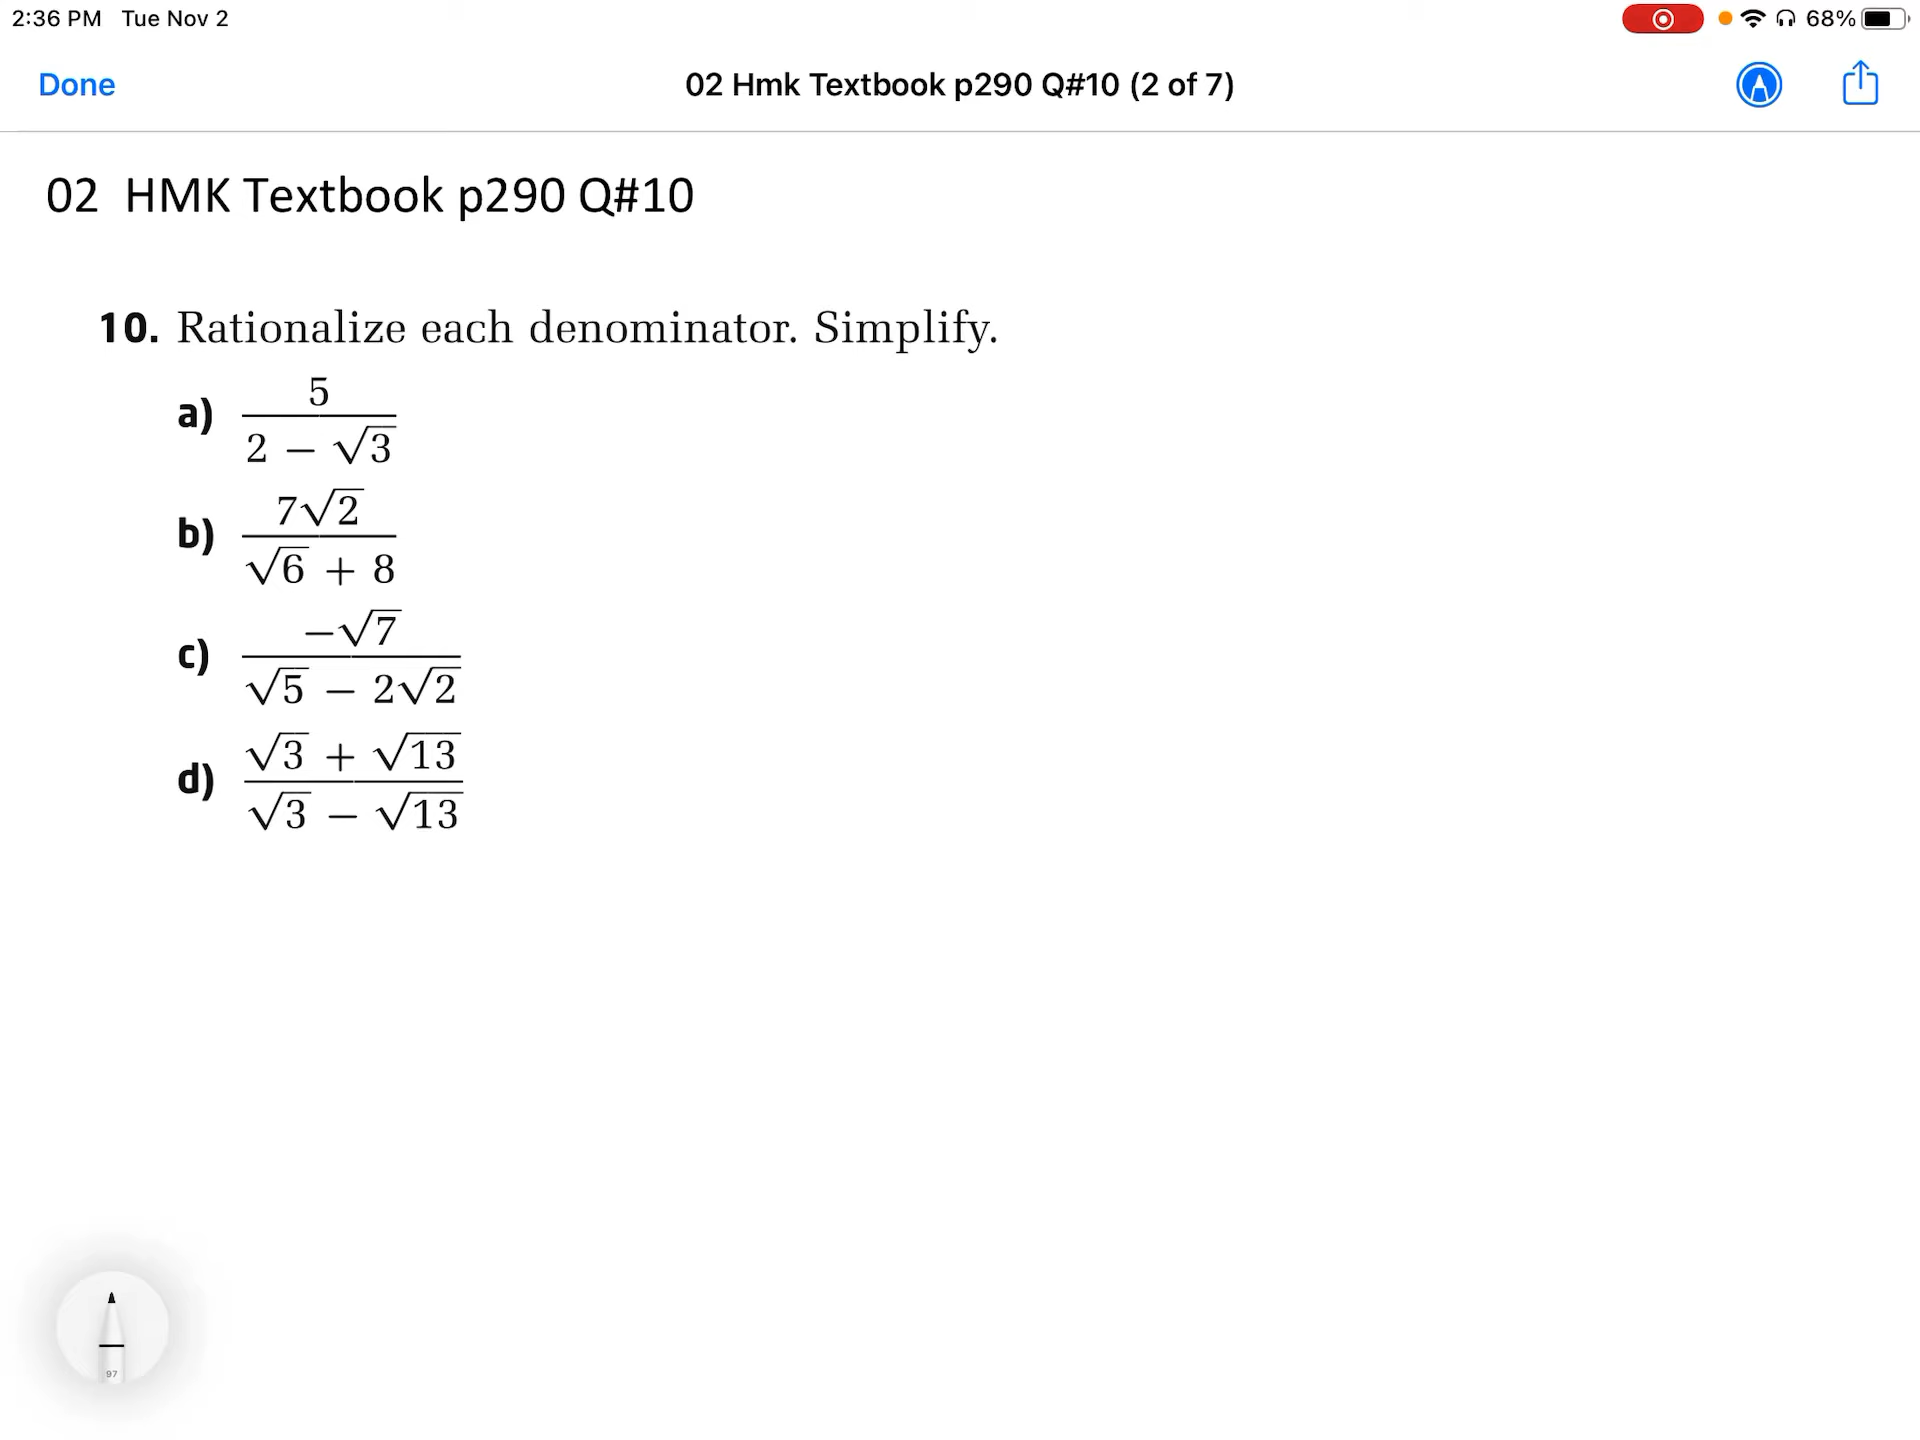 2:36 PM Tue Nov 2 68%
Done 02 Hmk Textbook p290 Q#10 (2 of 7)
02 HMK Textbook p290 Q#10
10. Rationalize each denominator. Simplify.
a) 5 / (2 − √3)
b) 7√2 / (√6 + 8)
c) −√7 / (√5 − 2√2)
d) (√3 + √13) / (√3 − √13)
97